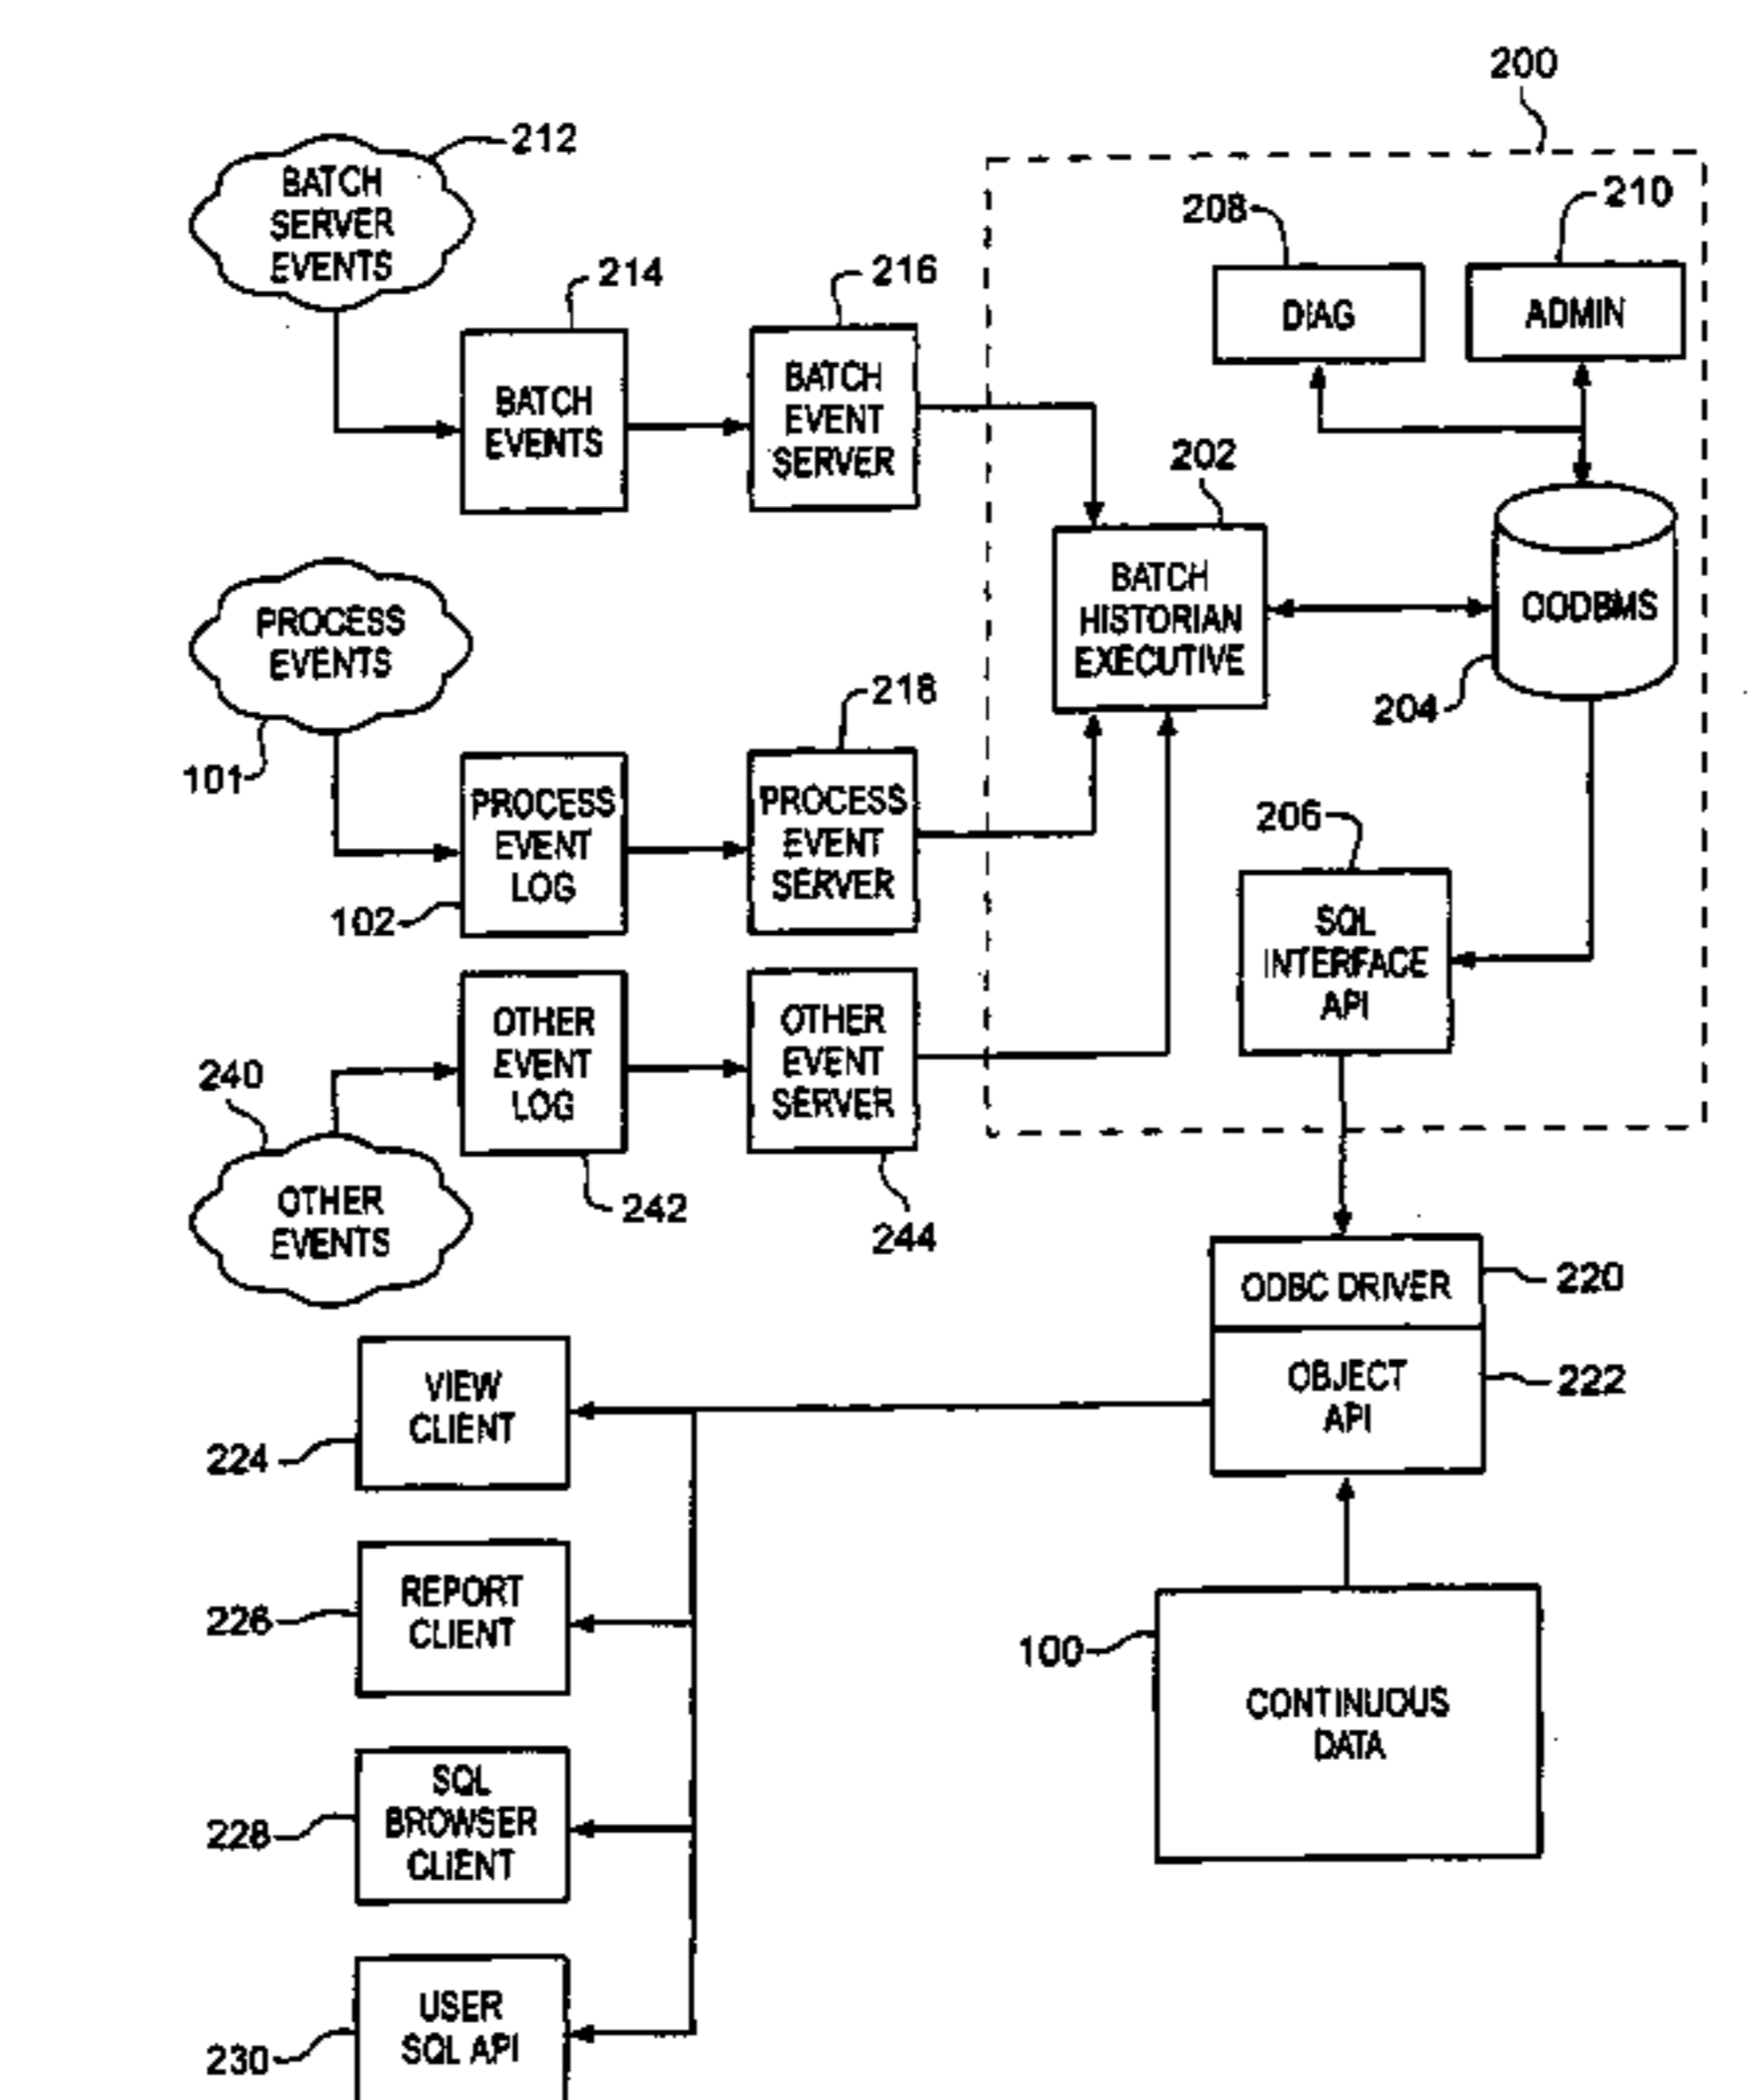 200
212
BATCH
SERVER
EVENTS
208
210
214
216
DIAG
ADMIN
BATCH
EVENTS
BATCH
EVENT
SERVER
202
BATCH
HISTORIAN
EXECUTIVE
OODBMS
204
PROCESS
EVENTS
101
218
PROCESS
EVENT
LOG
102
PROCESS
EVENT
SERVER
206
SQL
INTERFACE
API
OTHER
EVENT
LOG
OTHER
EVENT
SERVER
240
OTHER
EVENTS
242
244
ODBC DRIVER
220
OBJECT
API
222
VIEW
CLIENT
224
REPORT
CLIENT
226
100
CONTINUOUS
DATA
SQL
BROWSER
CLIENT
228
USER
SQL API
230